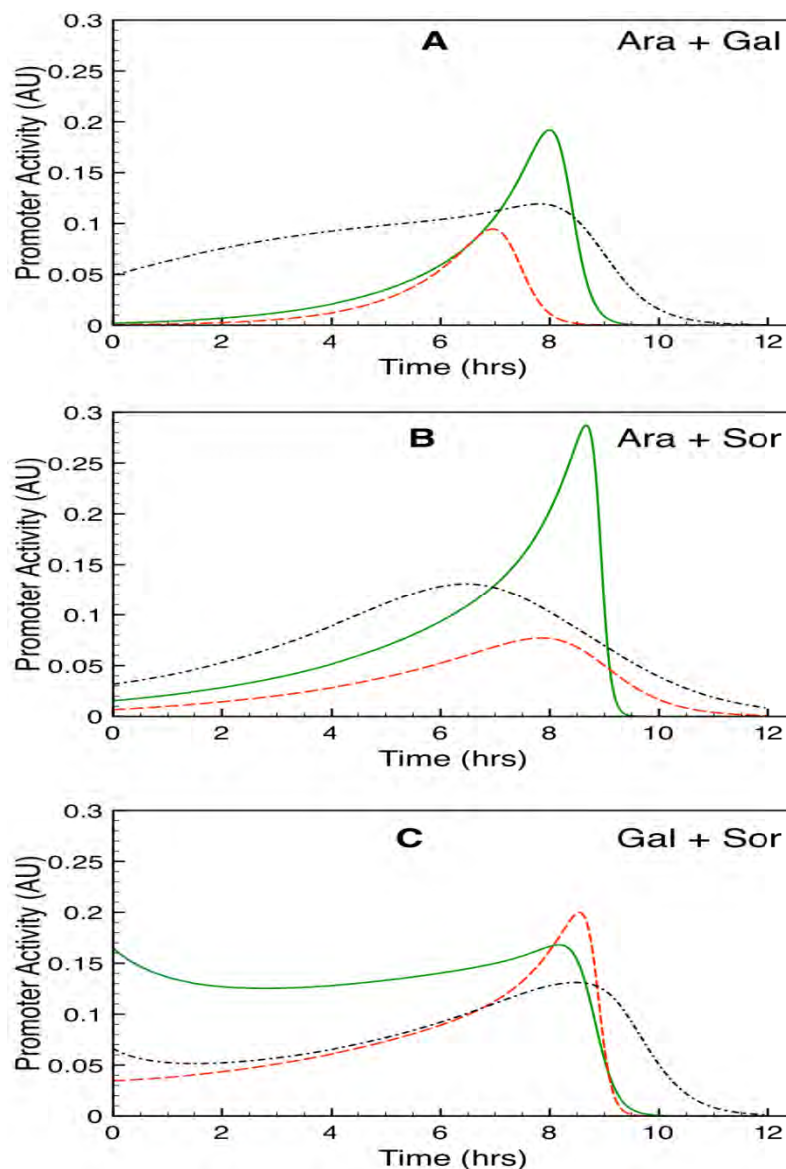 0.3
A Ara + Gal
0.25
0.2
0.15
0.1
0.05
0
Promoter Activity (AU)
0 2 4 6 8 10 12
Time (hrs)
0.3
B Ara + Sor
0.25
0.2
0.15
0.1
0.05
0
Promoter Activity (AU)
0 2 4 6 8 10 12
Time (hrs)
0.3
C Gal + Sor
0.25
0.2
0.15
0.1
0.05
0
Promoter Activity (AU)
0 2 4 6 8 10 12
Time (hrs)